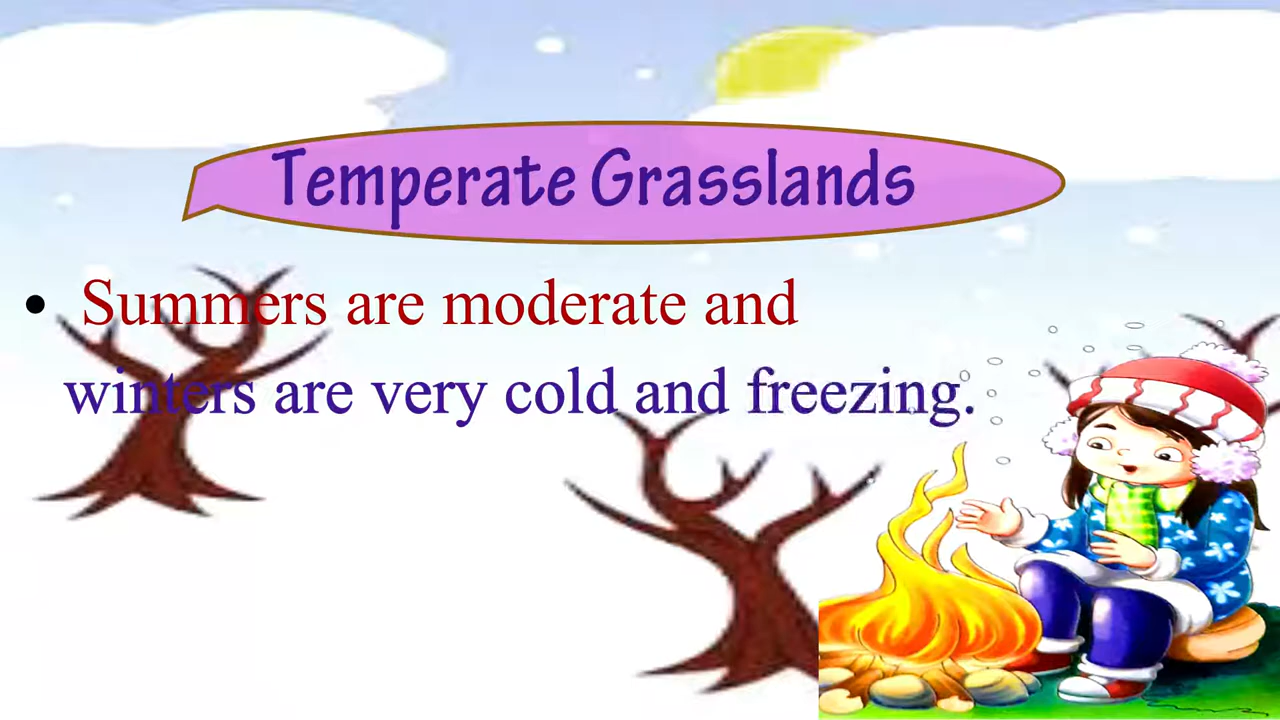 Temperate Grasslands
• Summers are moderate and
winters are very cold and freezing.